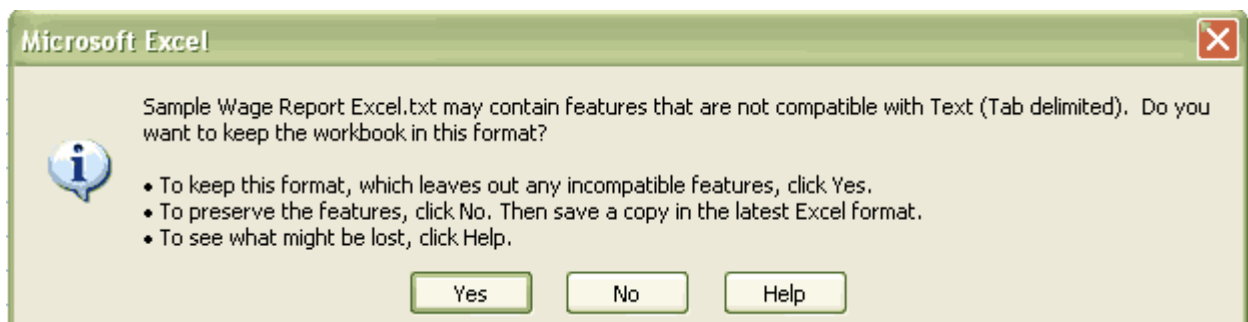 Microsoft Excel
Sample Wage Report Excel.txt may contain features that are not compatible with Text (Tab delimited).  Do you
want to keep the workbook in this format?
• To keep this format, which leaves out any incompatible features, click Yes.
• To preserve the features, click No. Then save a copy in the latest Excel format.
• To see what might be lost, click Help.
Yes No Help